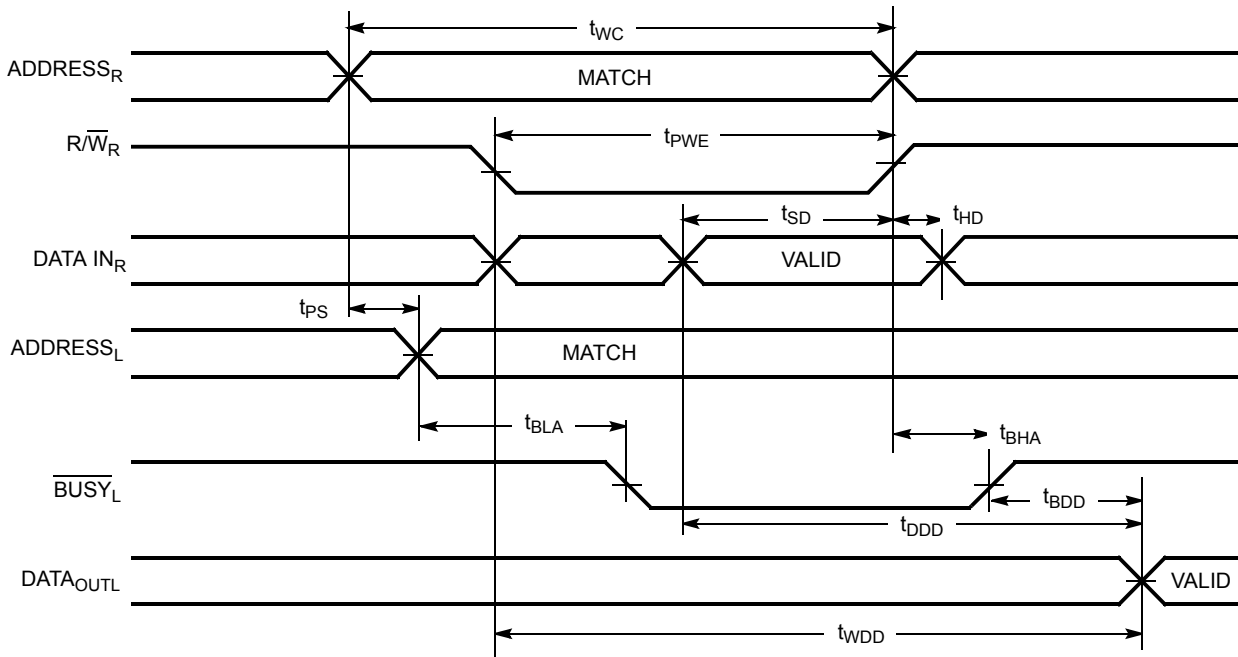 tWC
ADDRESSR
MATCH
R/W̅R
tPWE
tSD
tHD
DATA INR
VALID
tPS
ADDRESSL
MATCH
tBLA
tBHA
B̅U̅S̅Y̅L
tBDD
tDDD
DATAOUTL
VALID
tWDD